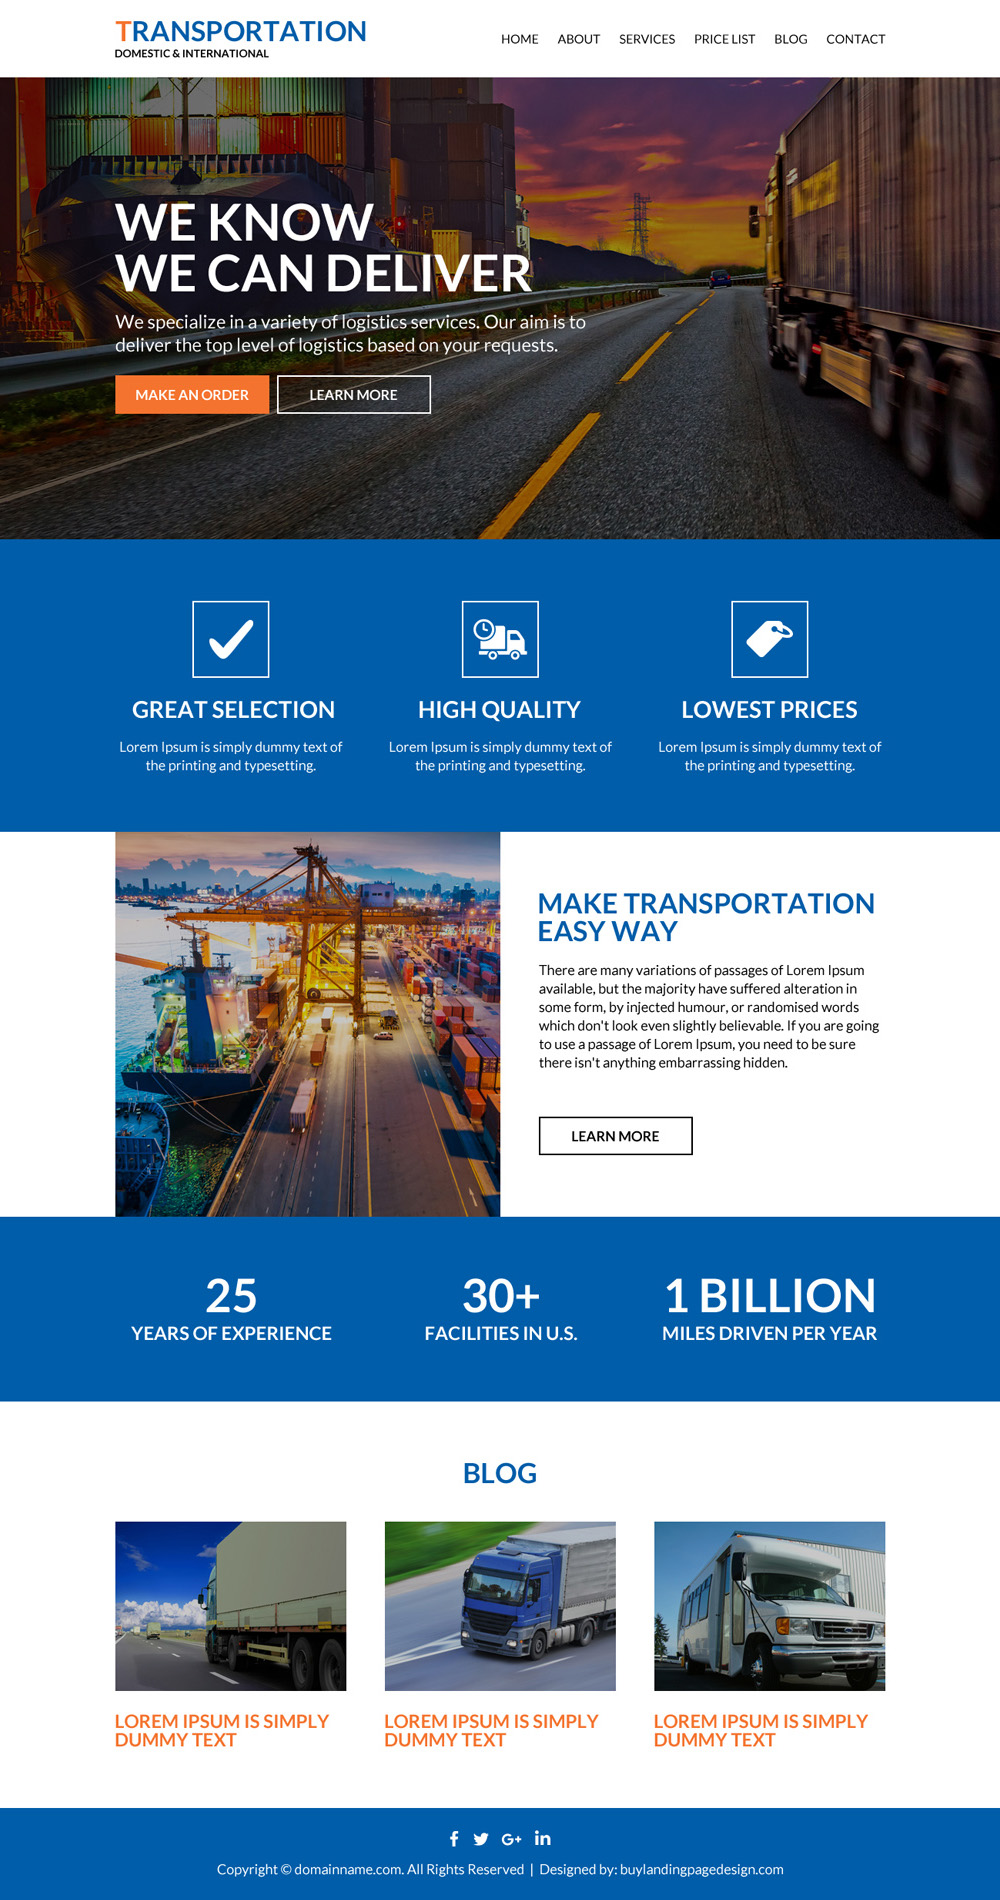 TRANSPORTATION
DOMESTIC & INTERNATIONAL
HOME ABOUT SERVICES PRICE LIST BLOG CONTACT
WE KNOW
WE CAN DELIVER
We specialize in a variety of logistics services. Our aim is to
deliver the top level of logistics based on your requests.
MAKE AN ORDER LEARN MORE
GREAT SELECTION
Lorem Ipsum is simply dummy text of
the printing and typesetting.
HIGH QUALITY
Lorem Ipsum is simply dummy text of
the printing and typesetting.
LOWEST PRICES
Lorem Ipsum is simply dummy text of
the printing and typesetting.
MAKE TRANSPORTATION
EASY WAY
There are many variations of passages of Lorem Ipsum
available, but the majority have suffered alteration in
some form, by injected humour, or randomised words
which don't look even slightly believable. If you are going
to use a passage of Lorem Ipsum, you need to be sure
there isn't anything embarrassing hidden.
LEARN MORE
25
YEARS OF EXPERIENCE
30+
FACILITIES IN U.S.
1 BILLION
MILES DRIVEN PER YEAR
BLOG
LOREM IPSUM IS SIMPLY
DUMMY TEXT
LOREM IPSUM IS SIMPLY
DUMMY TEXT
LOREM IPSUM IS SIMPLY
DUMMY TEXT
Copyright © domainname.com. All Rights Reserved | Designed by: buylandingpagedesign.com